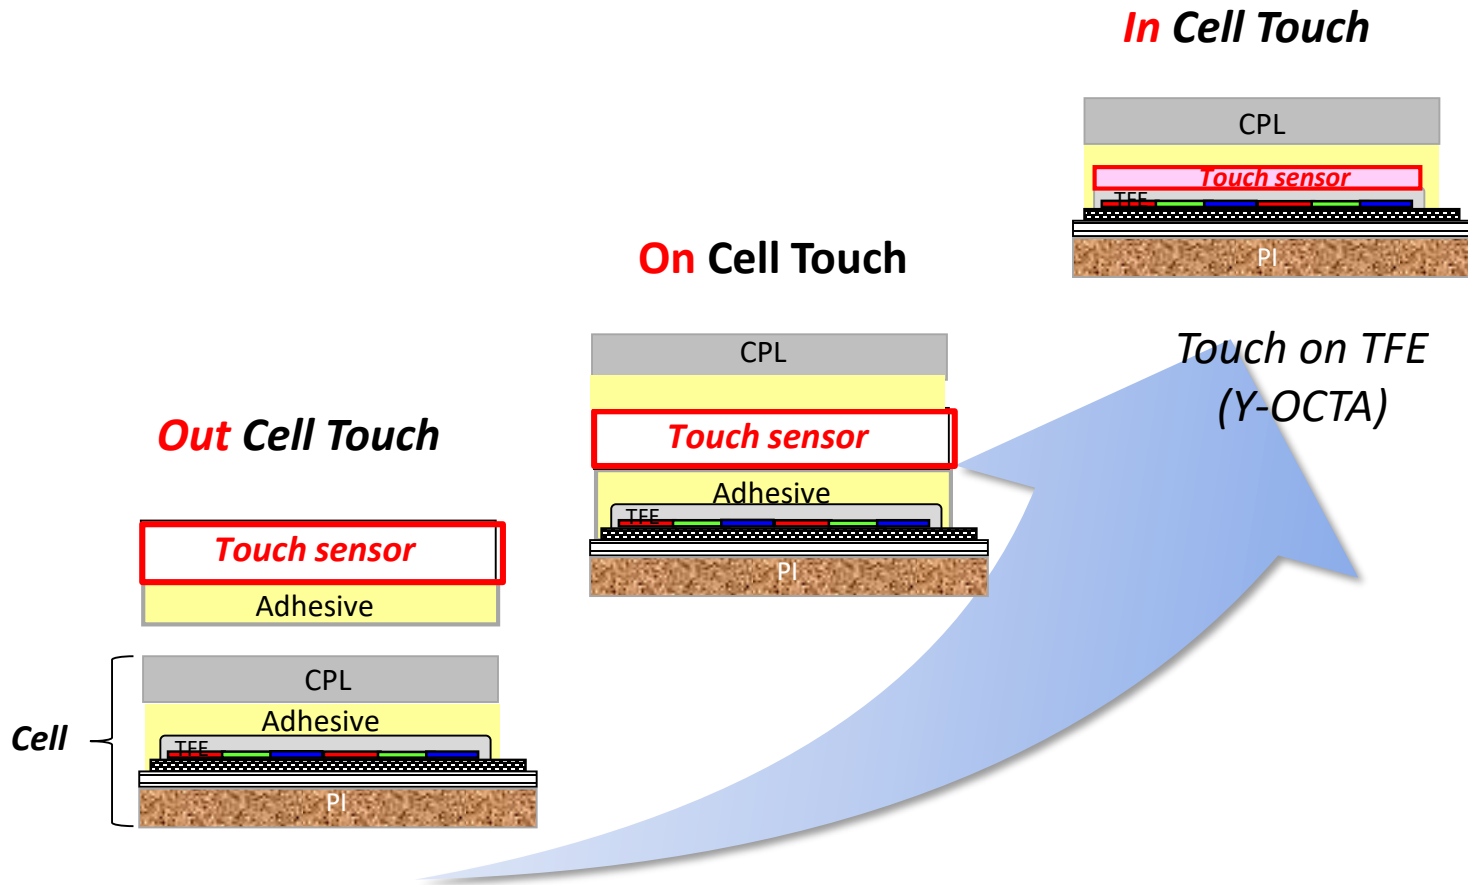 In Cell Touch
CPL
Touch sensor
TFE
PI
Touch on TFE
(Y-OCTA)
On Cell Touch
CPL
Touch sensor
Adhesive
TFE
PI
Out Cell Touch
Touch sensor
Adhesive
CPL
Adhesive
TFE
PI
Cell